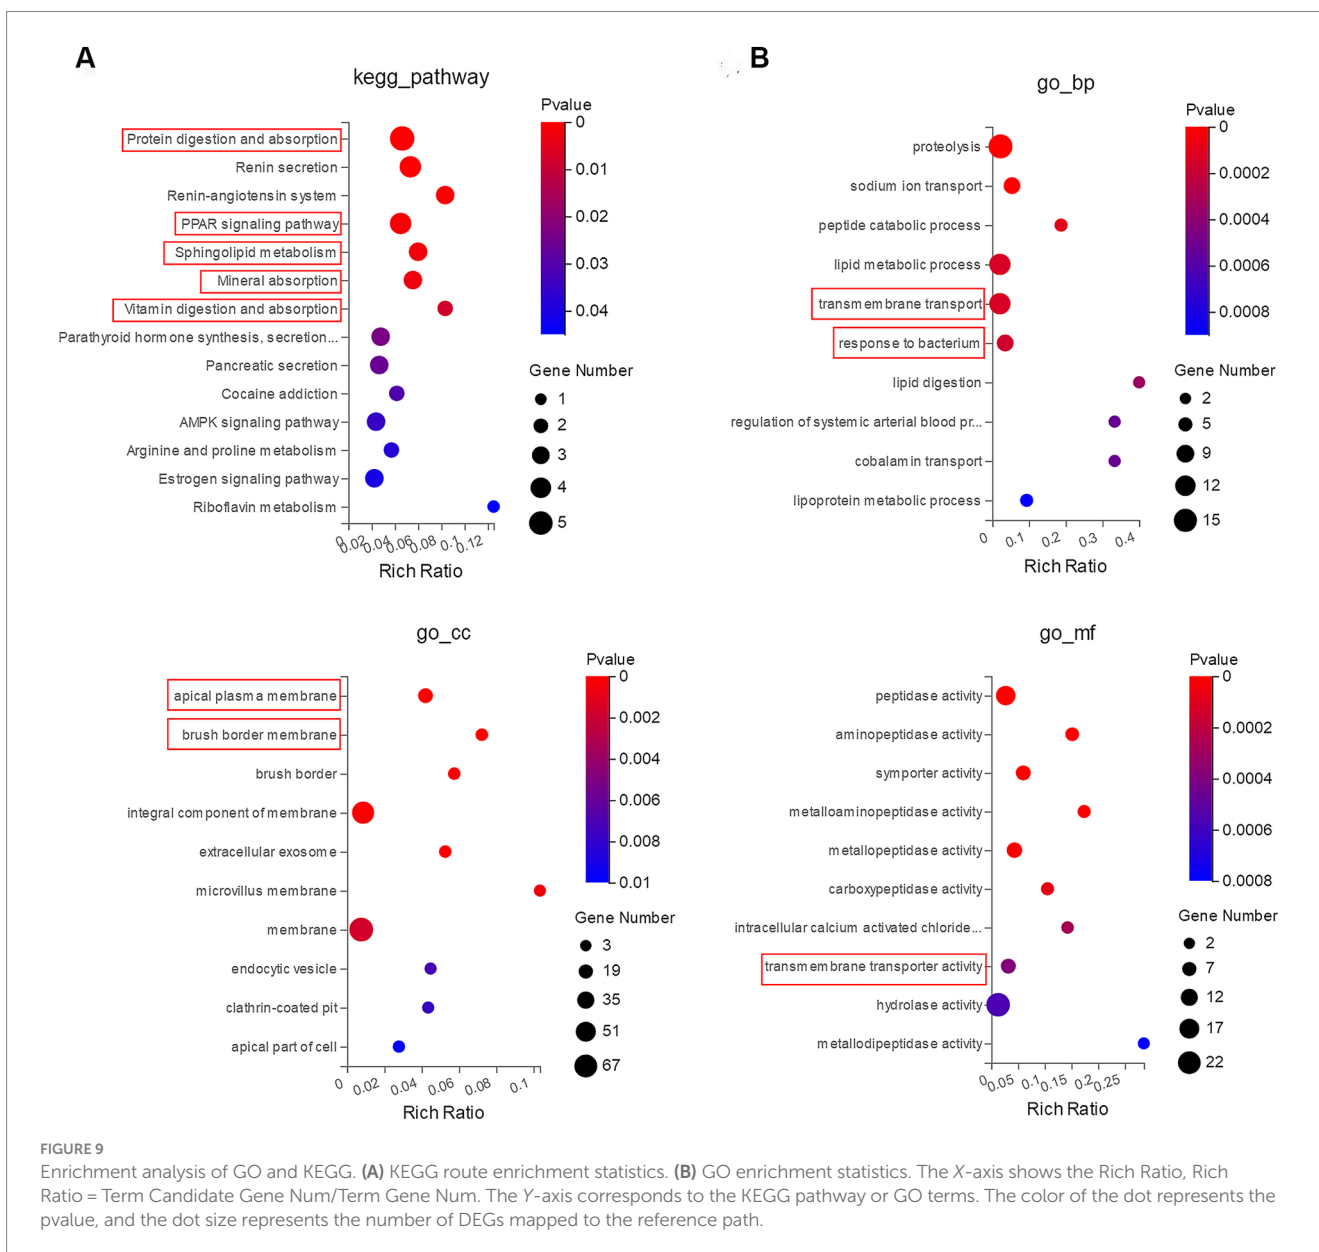 A
kegg_pathway
Pvalue
Protein digestion and absorption
Renin secretion
Renin-angiotensin system
PPAR signaling pathway
Sphingolipid metabolism
Mineral absorption
Vitamin digestion and absorption
Parathyroid hormone synthesis, secretion...
Pancreatic secretion
Cocaine addiction
AMPK signaling pathway
Arginine and proline metabolism
Estrogen signaling pathway
Riboflavin metabolism
0
0.01
0.02
0.03
0.04
Gene Number
1
2
3
4
5
0 0.02 0.04 0.06 0.08 0.1 0.12
Rich Ratio
B
go_bp
Pvalue
proteolysis
sodium ion transport
peptide catabolic process
lipid metabolic process
transmembrane transport
response to bacterium
lipid digestion
regulation of systemic arterial blood pr...
cobalamin transport
lipoprotein metabolic process
0
0.0002
0.0004
0.0006
0.0008
Gene Number
2
5
9
12
15
0 0.1 0.2 0.3 0.4
Rich Ratio
go_cc
Pvalue
apical plasma membrane
brush border membrane
brush border
integral component of membrane
extracellular exosome
microvillus membrane
membrane
endocytic vesicle
clathrin-coated pit
apical part of cell
0
0.002
0.004
0.006
0.008
0.01
Gene Number
3
19
35
51
67
0 0.02 0.04 0.06 0.08 0.1
Rich Ratio
go_mf
Pvalue
peptidase activity
aminopeptidase activity
symporter activity
metalloaminopeptidase activity
metallopeptidase activity
carboxypeptidase activity
intracellular calcium activated chloride...
transmembrane transporter activity
hydrolase activity
metallodipeptidase activity
0
0.0002
0.0004
0.0006
0.0008
Gene Number
2
7
12
17
22
0 0.05 0.1 0.15 0.2 0.25
Rich Ratio
FIGURE 9
Enrichment analysis of GO and KEGG. (A) KEGG route enrichment statistics. (B) GO enrichment statistics. The X-axis shows the Rich Ratio, Rich
Ratio = Term Candidate Gene Num/Term Gene Num. The Y-axis corresponds to the KEGG pathway or GO terms. The color of the dot represents the
pvalue, and the dot size represents the number of DEGs mapped to the reference path.